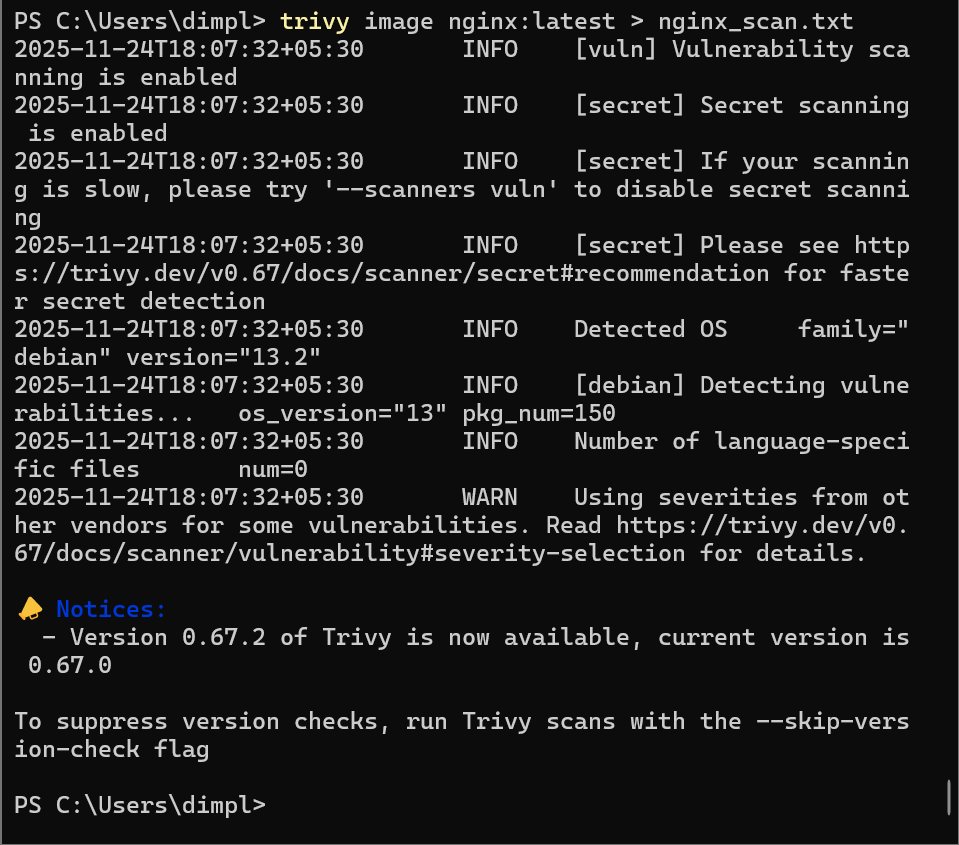 PS C:\Users\dimpl> trivy image nginx:latest > nginx_scan.txt
2025-11-24T18:07:32+05:30       INFO    [vuln] Vulnerability sca
nning is enabled
2025-11-24T18:07:32+05:30       INFO    [secret] Secret scanning
 is enabled
2025-11-24T18:07:32+05:30       INFO    [secret] If your scannin
g is slow, please try '--scanners vuln' to disable secret scanni
ng
2025-11-24T18:07:32+05:30       INFO    [secret] Please see http
s://trivy.dev/v0.67/docs/scanner/secret#recommendation for faste
r secret detection
2025-11-24T18:07:32+05:30       INFO    Detected OS     family="
debian" version="13.2"
2025-11-24T18:07:32+05:30       INFO    [debian] Detecting vulne
rabilities...   os_version="13" pkg_num=150
2025-11-24T18:07:32+05:30       INFO    Number of language-speci
fic files       num=0
2025-11-24T18:07:32+05:30       WARN    Using severities from ot
her vendors for some vulnerabilities. Read https://trivy.dev/v0.
67/docs/scanner/vulnerability#severity-selection for details.
📣 Notices:
  - Version 0.67.2 of Trivy is now available, current version is
 0.67.0
To suppress version checks, run Trivy scans with the --skip-vers
ion-check flag
PS C:\Users\dimpl>